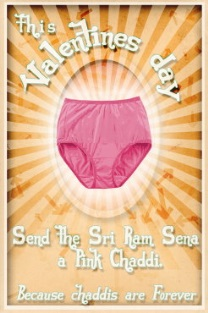 This
Valentines day
Send The Sri Ram Sena
a Pink Chaddi.
Because chaddis are Forever